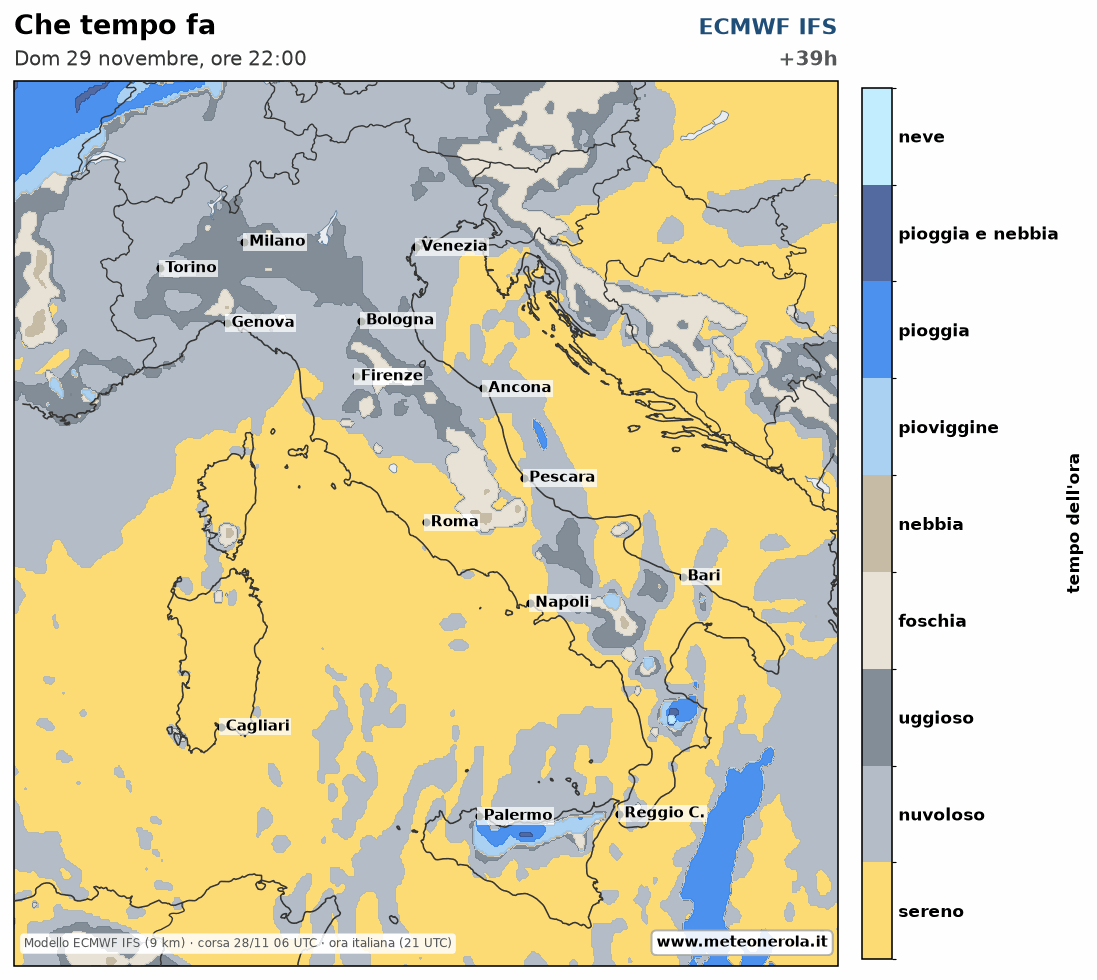 Che tempo fa
ECMWF IFS
Dom 29 novembre, ore 22:00
+39h
neve
pioggia e nebbia
pioggia
pioviggine
nebbia
foschia
uggioso
nuvoloso
sereno
tempo dell'ora
Milano
Venezia
Torino
Genova
Bologna
Firenze
Ancona
Pescara
Roma
Bari
Napoli
Cagliari
Palermo
Reggio C.
Modello ECMWF IFS (9 km) · corsa 28/11 06 UTC · ora italiana (21 UTC)
www.meteonerola.it